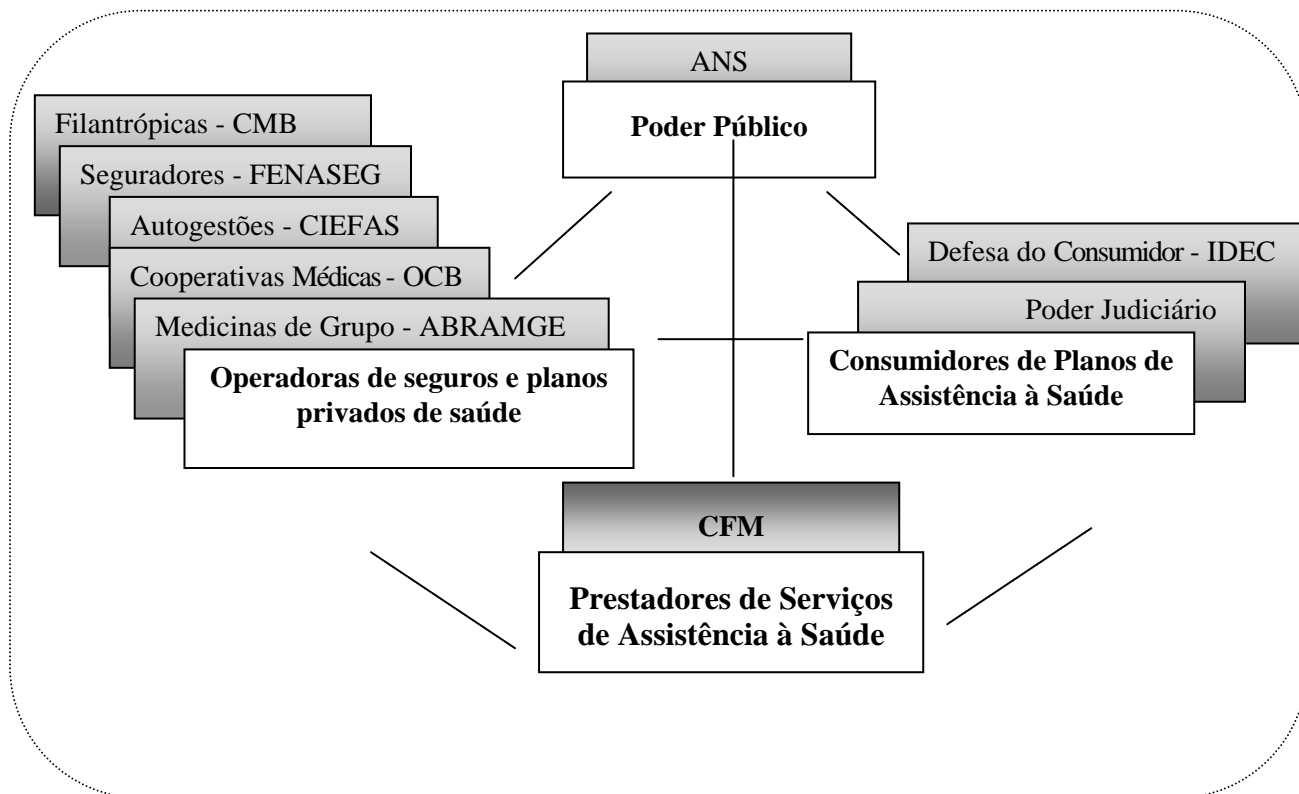 ANS
Poder Público
Filantrópicas - CMB
Seguradores - FENASEG
Autogestões - CIEFAS
Cooperativas Médicas - OCB
Medicinas de Grupo - ABRAMGE
Operadoras de seguros e planos
privados de saúde
Defesa do Consumidor - IDEC
Poder Judiciário
Consumidores de Planos de
Assistência à Saúde
CFM
Prestadores de Serviços
de Assistência à Saúde